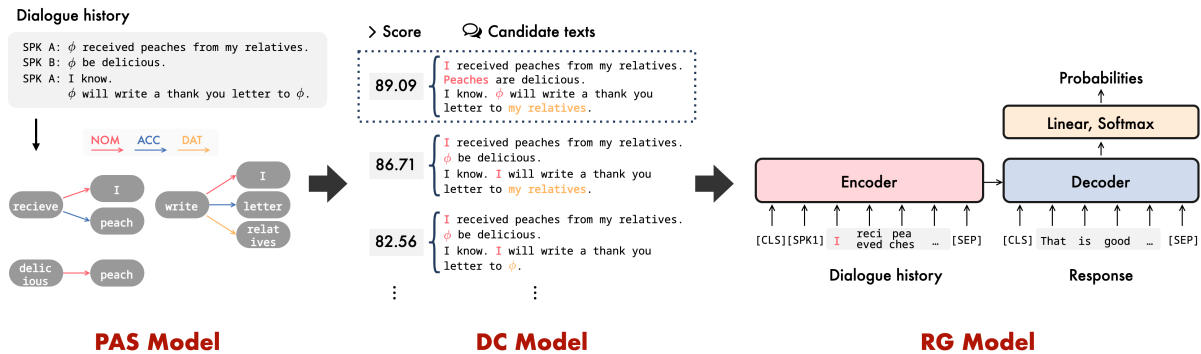 Dialogue history
SPK A: ϕ received peaches from my relatives.
SPK B: ϕ be delicious.
SPK A: I know.
ϕ will write a thank you letter to ϕ.
NOM ACC DAT
recieve
I
peach
write
I
letter
relat
ives
delic
ious
peach
PAS Model
Score
Candidate texts
89.09
I received peaches from my relatives.
Peaches are delicious.
I know. ϕ will write a thank you
letter to my relatives.
86.71
I received peaches from my relatives.
ϕ be delicious.
I know. I will write a thank you
letter to my relatives.
82.56
I received peaches from my relatives.
ϕ be delicious.
I know. I will write a thank you
letter to ϕ.
⋮ ⋮
DC Model
Probabilities
Linear, Softmax
Encoder
Decoder
[CLS][SPK1] I reci pea … [SEP]
eved ches
[CLS] That is good … [SEP]
Dialogue history
Response
RG Model